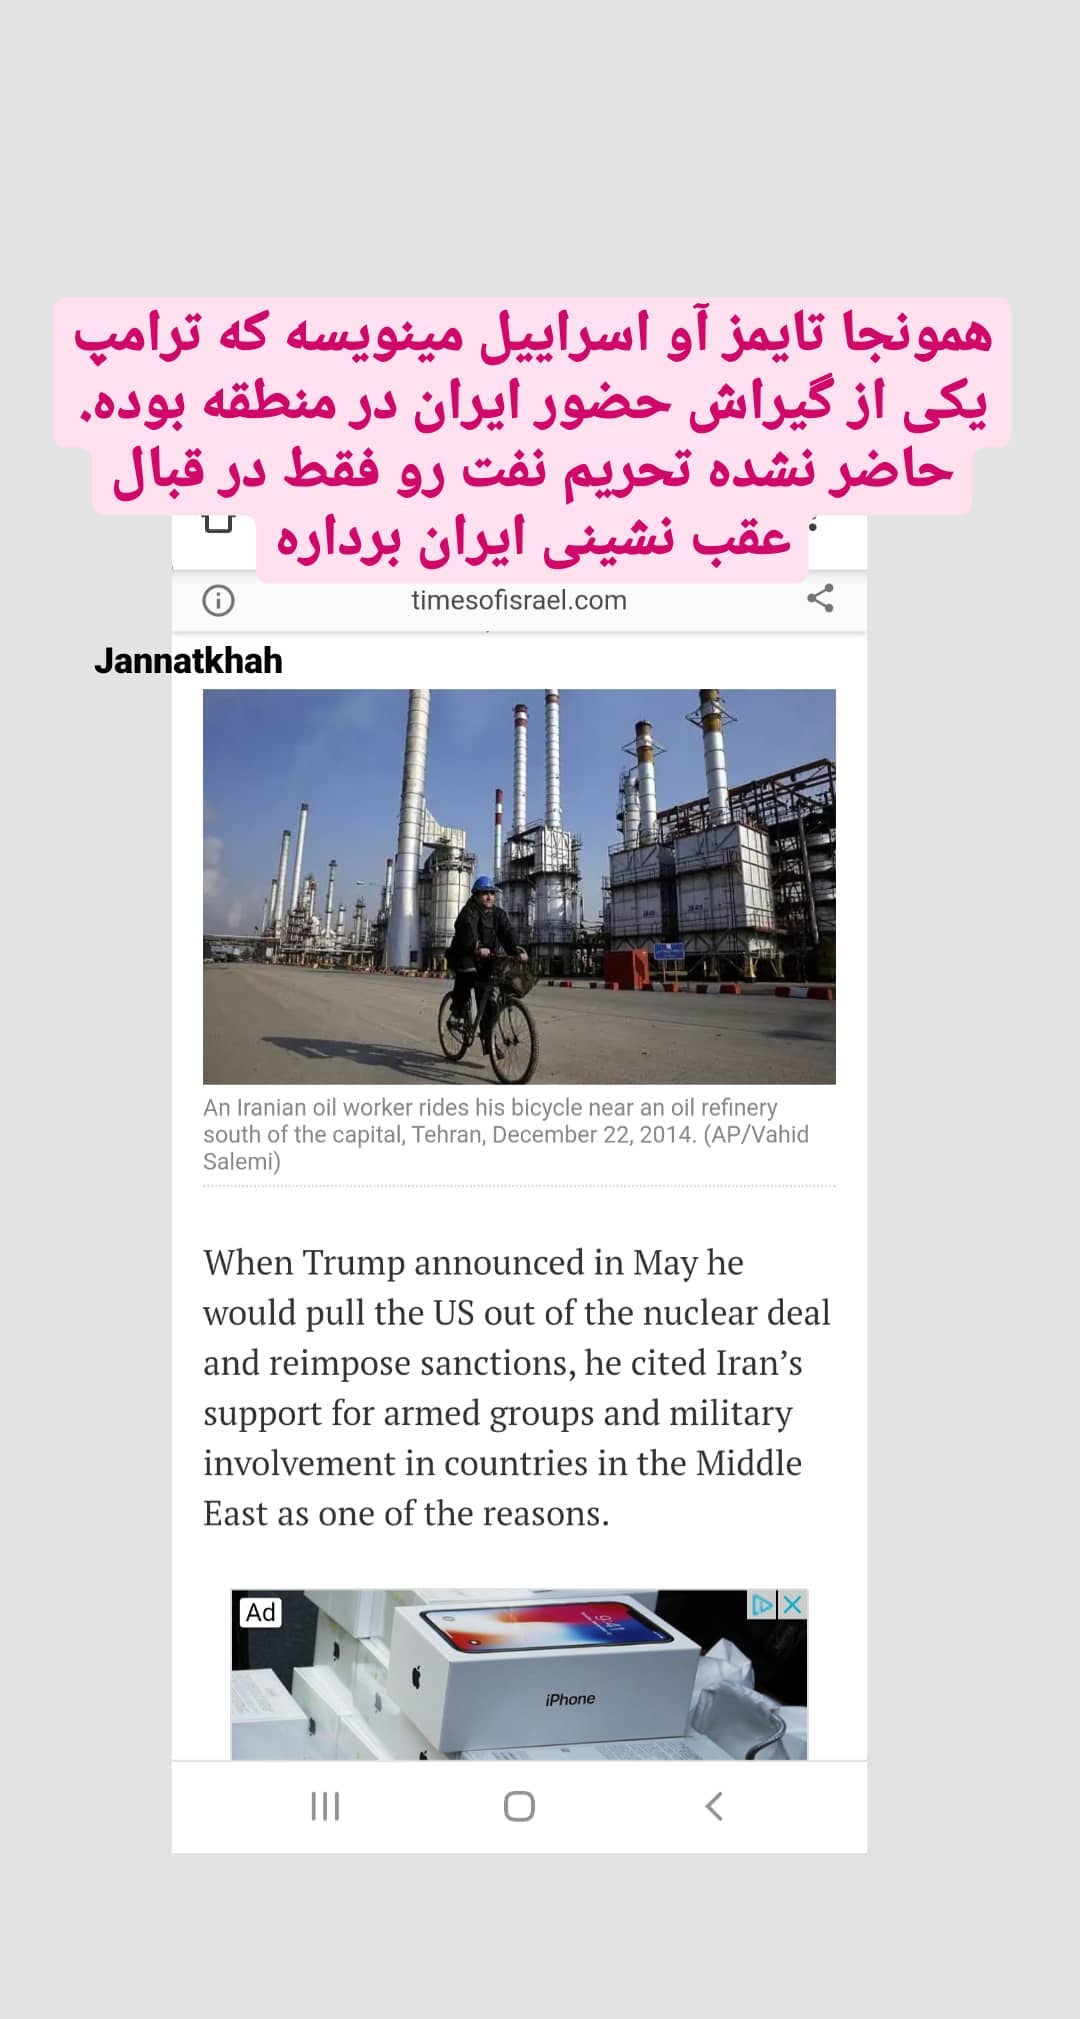 همونجا تایمز آو اسراییل مینویسه که ترامپ
یکی از گیراش حضور ایران در منطقه بوده.
حاضر نشده تحریم نفت رو فقط در قبال
عقب نشینی ایران برداره
timesofisrael.com
Jannatkhah
An Iranian oil worker rides his bicycle near an oil refinery
south of the capital, Tehran, December 22, 2014. (AP/Vahid
Salemi)
When Trump announced in May he
would pull the US out of the nuclear deal
and reimpose sanctions, he cited Iran’s
support for armed groups and military
involvement in countries in the Middle
East as one of the reasons.
Ad
9:41
iPhone